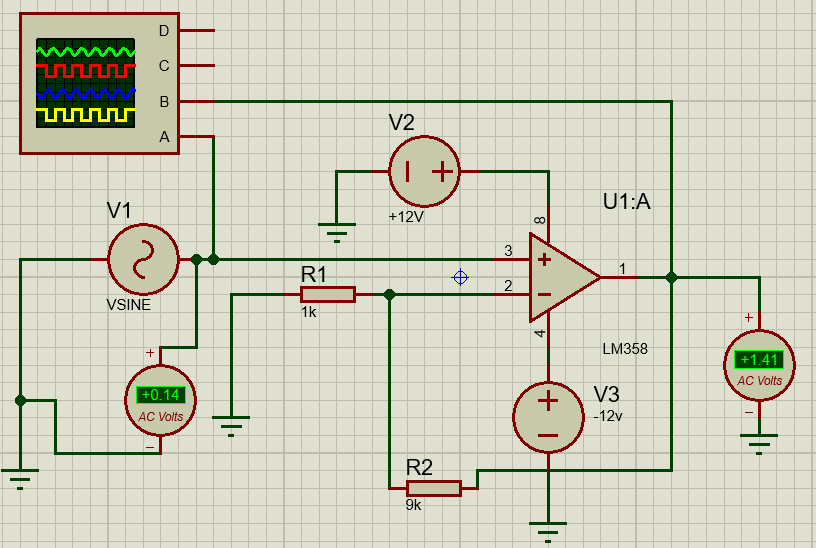 D
C
B
A
V2
+12V
U1:A
8
V1
VSINE
3
2
1
4
R1
1k
LM358
+
+0.14
AC Volts
−
+
+1.41
AC Volts
−
V3
-12v
R2
9k